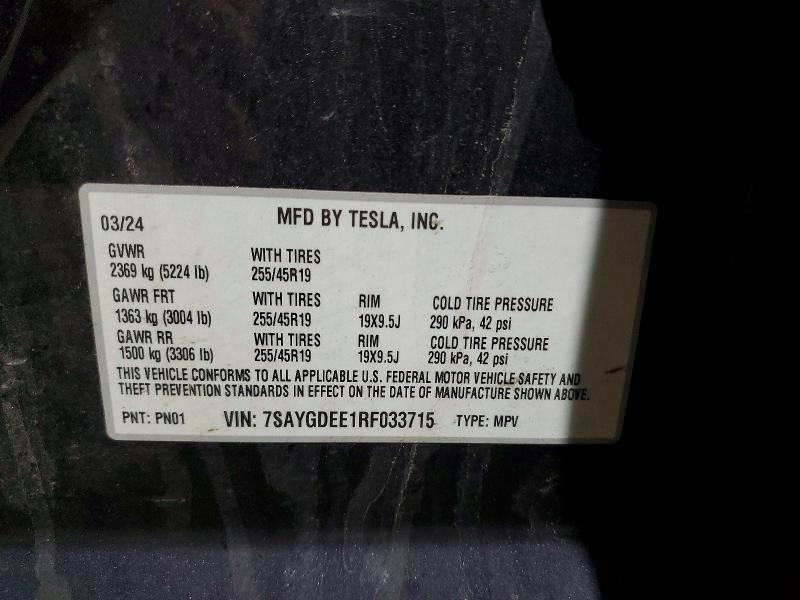 03/24 MFD BY TESLA, INC.
GVWR WITH TIRES
2369 kg (5224 lb) 255/45R19
GAWR FRT WITH TIRES RIM COLD TIRE PRESSURE
1363 kg (3004 lb) 255/45R19 19X9.5J 290 kPa, 42 psi
GAWR RR WITH TIRES RIM COLD TIRE PRESSURE
1500 kg (3306 lb) 255/45R19 19X9.5J 290 kPa, 42 psi
THIS VEHICLE CONFORMS TO ALL APPLICABLE U.S. FEDERAL MOTOR VEHICLE SAFETY AND
THEFT PREVENTION STANDARDS IN EFFECT ON THE DATE OF MANUFACTURE SHOWN ABOVE.
PNT: PN01 VIN: 7SAYGDEE1RF033715 TYPE: MPV